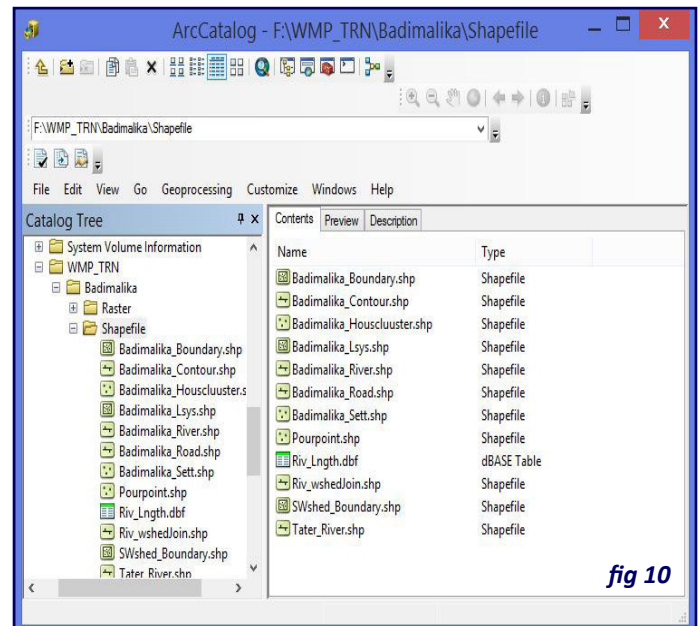 ArcCatalog - F:\WMP_TRN\Badimalika\Shapefile
F:\WMP_TRN\Badimalika\Shapefile
File Edit View Go Geoprocessing Customize Windows Help
Catalog Tree
System Volume Information
WMP_TRN
Badimalika
Raster
Shapefile
Badimalika_Boundary.shp
Badimalika_Contour.shp
Badimalika_Houscluuster.s
Badimalika_Lsys.shp
Badimalika_River.shp
Badimalika_Road.shp
Badimalika_Sett.shp
Pourpoint.shp
Riv_Lngth.dbf
Riv_wshedJoin.shp
SWshed_Boundary.shp
Tater_River.shp
Contents Preview Description
Name Type
Badimalika_Boundary.shp Shapefile
Badimalika_Contour.shp Shapefile
Badimalika_Houscluuster.shp Shapefile
Badimalika_Lsys.shp Shapefile
Badimalika_River.shp Shapefile
Badimalika_Road.shp Shapefile
Badimalika_Sett.shp Shapefile
Pourpoint.shp Shapefile
Riv_Lngth.dbf dBASE Table
Riv_wshedJoin.shp Shapefile
SWshed_Boundary.shp Shapefile
Tater_River.shp Shapefile
fig 10